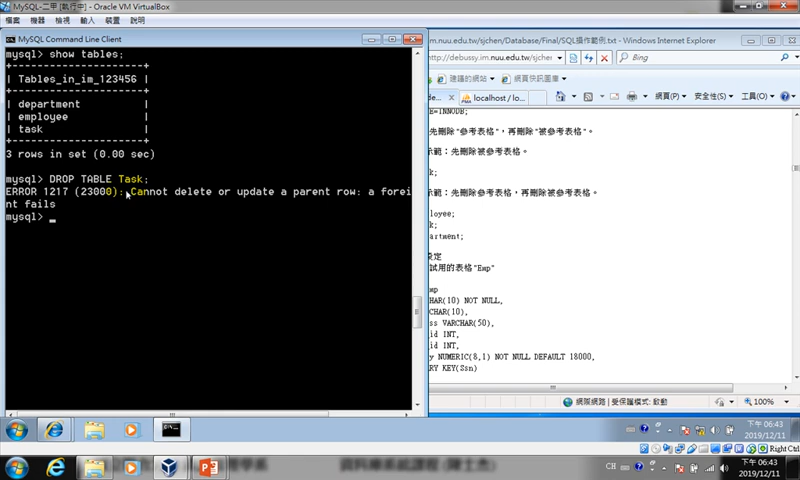 MySQL-二甲 [執行中] - Oracle VM VirtualBox
檔案 機器 檢視 輸入 裝置 說明
MySQL Command Line Client
mysql> show tables;
+------------------+
| Tables_in_im_123456 |
+------------------+
| department |
| employee |
| task |
+------------------+
3 rows in set (0.00 sec)
mysql> DROP TABLE Task;
ERROR 1217 (23000): Cannot delete or update a parent row: a forei
nt fails
mysql> _
im.nuu.edu.tw/sjchen/Database/Final/SQL操作範例.txt - Windows Internet Explorer
http://debussy.im.nuu.edu.tw/sjchen/
Bing
建議的網站
網頁快訊圖庫
de...
localhost / lo...
網頁(P)
安全性(S)
工具(O)
E=INNODB;
先刪除"參考表格"，再刪除"被參考表格"。
示範：先刪除被參考表格。
k;
示範：先刪除參考表格，再刪除被參考表格。
loyee;
k;
artment;
設定
試用的表格"Emp"
mp
HAR(10) NOT NULL,
RCHAR(10),
ss VARCHAR(50),
id INT,
id INT,
y NUMERIC(8,1) NOT NULL DEFAULT 18000,
ARY KEY(Ssn)
網際網路 | 受保護模式: 啟動
100%
下午 06:43
2019/12/11
Right Ctrl
理學系
資料庫系統課程 (陳士杰)
CH
下午 06:43
2019/12/11